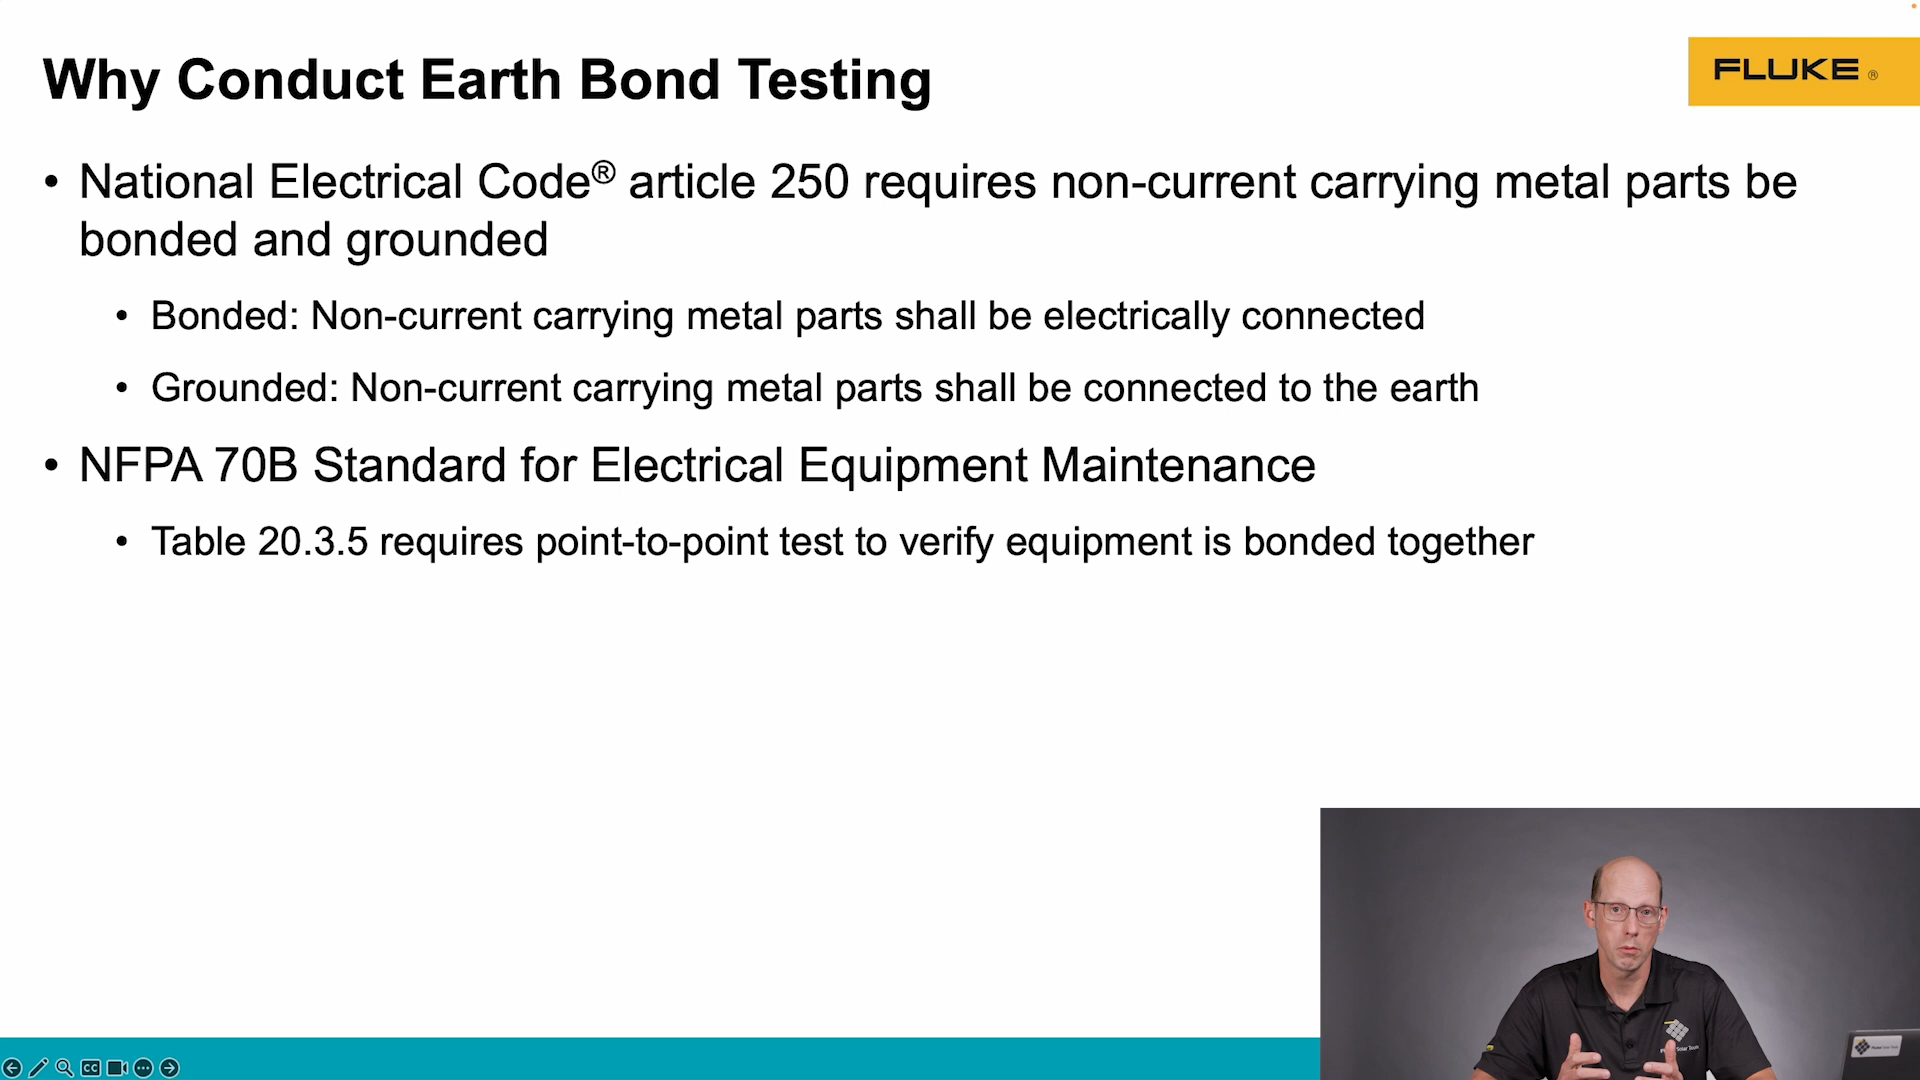 Why Conduct Earth Bond Testing
FLUKE ®
• National Electrical Code® article 250 requires non-current carrying metal parts be
bonded and grounded
• Bonded: Non-current carrying metal parts shall be electrically connected
• Grounded: Non-current carrying metal parts shall be connected to the earth
• NFPA 70B Standard for Electrical Equipment Maintenance
• Table 20.3.5 requires point-to-point test to verify equipment is bonded together
CC